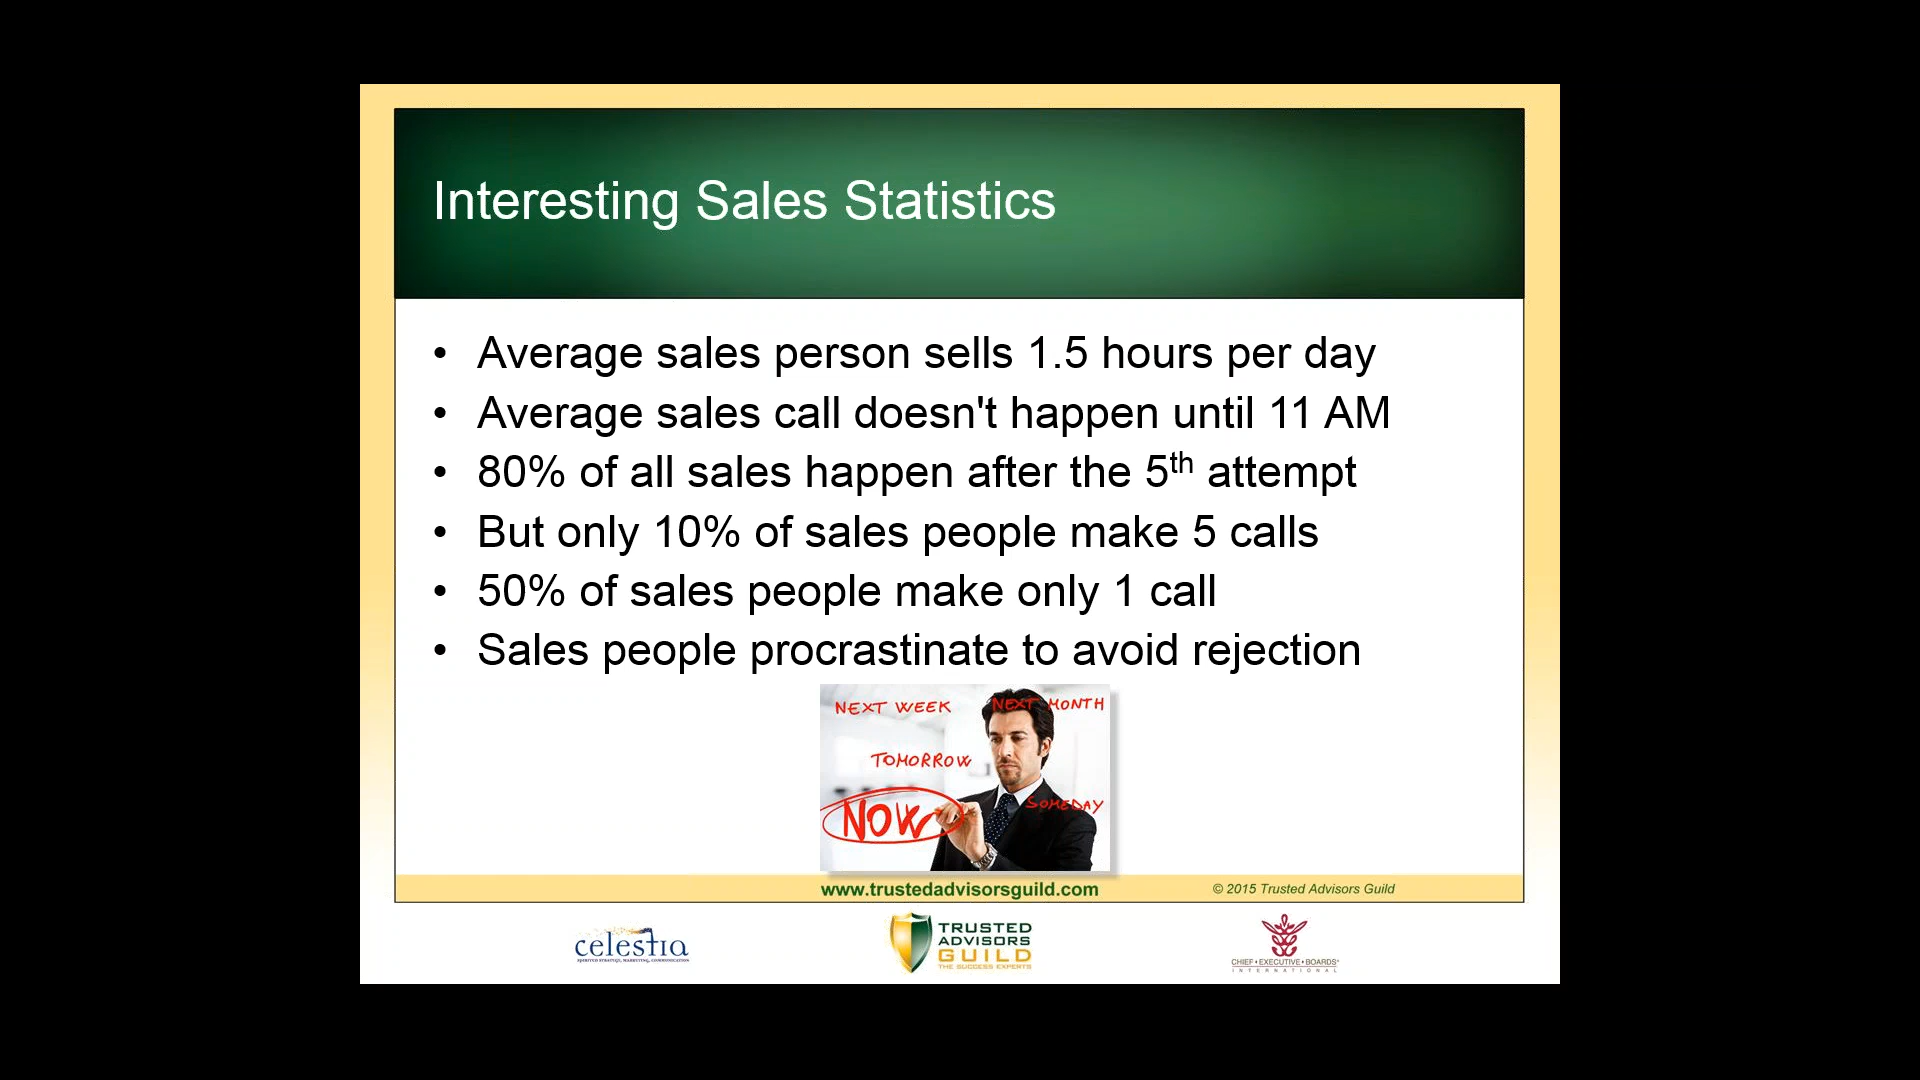 Interesting Sales Statistics
• Average sales person sells 1.5 hours per day
• Average sales call doesn't happen until 11 AM
• 80% of all sales happen after the 5th attempt
• But only 10% of sales people make 5 calls
• 50% of sales people make only 1 call
• Sales people procrastinate to avoid rejection
NEXT WEEK
NEXT MONTH
TOMORROW
NOW
SOMEDAY
www.trustedadvisorsguild.com
© 2015 Trusted Advisors Guild
celestia
SPIRITED STRATEGY, MARKETING, COMMUNICATION
TRUSTED
ADVISORS
GUILD
THE SUCCESS EXPERTS
CHIEF • EXECUTIVE • BOARDS
INTERNATIONAL